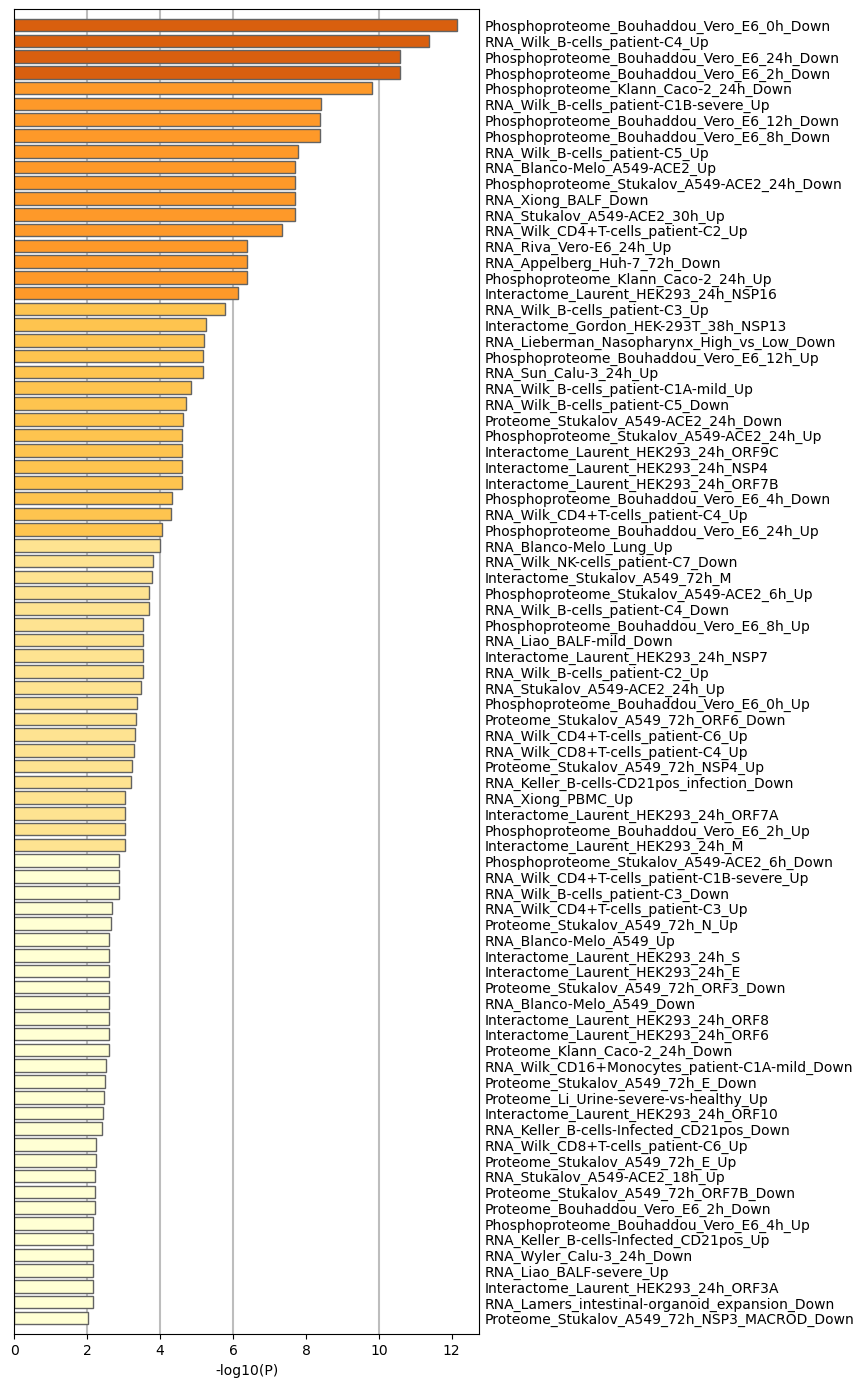 Phosphoproteome_Bouhaddou_Vero_E6_0h_Down
RNA_Wilk_B-cells_patient-C4_Up
Phosphoproteome_Bouhaddou_Vero_E6_24h_Down
Phosphoproteome_Bouhaddou_Vero_E6_2h_Down
Phosphoproteome_Klann_Caco-2_24h_Down
RNA_Wilk_B-cells_patient-C1B-severe_Up
Phosphoproteome_Bouhaddou_Vero_E6_12h_Down
Phosphoproteome_Bouhaddou_Vero_E6_8h_Down
RNA_Wilk_B-cells_patient-C5_Up
RNA_Blanco-Melo_A549-ACE2_Up
Phosphoproteome_Stukalov_A549-ACE2_24h_Down
RNA_Xiong_BALF_Down
RNA_Stukalov_A549-ACE2_30h_Up
RNA_Wilk_CD4+T-cells_patient-C2_Up
RNA_Riva_Vero-E6_24h_Up
RNA_Appelberg_Huh-7_72h_Down
Phosphoproteome_Klann_Caco-2_24h_Up
Interactome_Laurent_HEK293_24h_NSP16
RNA_Wilk_B-cells_patient-C3_Up
Interactome_Gordon_HEK-293T_38h_NSP13
RNA_Lieberman_Nasopharynx_High_vs_Low_Down
Phosphoproteome_Bouhaddou_Vero_E6_12h_Up
RNA_Sun_Calu-3_24h_Up
RNA_Wilk_B-cells_patient-C1A-mild_Up
RNA_Wilk_B-cells_patient-C5_Down
Proteome_Stukalov_A549-ACE2_24h_Down
Phosphoproteome_Stukalov_A549-ACE2_24h_Up
Interactome_Laurent_HEK293_24h_ORF9C
Interactome_Laurent_HEK293_24h_NSP4
Interactome_Laurent_HEK293_24h_ORF7B
Phosphoproteome_Bouhaddou_Vero_E6_4h_Down
RNA_Wilk_CD4+T-cells_patient-C4_Up
Phosphoproteome_Bouhaddou_Vero_E6_24h_Up
RNA_Blanco-Melo_Lung_Up
RNA_Wilk_NK-cells_patient-C7_Down
Interactome_Stukalov_A549_72h_M
Phosphoproteome_Stukalov_A549-ACE2_6h_Up
RNA_Wilk_B-cells_patient-C4_Down
Phosphoproteome_Bouhaddou_Vero_E6_8h_Up
RNA_Liao_BALF-mild_Down
Interactome_Laurent_HEK293_24h_NSP7
RNA_Wilk_B-cells_patient-C2_Up
RNA_Stukalov_A549-ACE2_24h_Up
Phosphoproteome_Bouhaddou_Vero_E6_0h_Up
Proteome_Stukalov_A549_72h_ORF6_Down
RNA_Wilk_CD4+T-cells_patient-C6_Up
RNA_Wilk_CD8+T-cells_patient-C4_Up
Proteome_Stukalov_A549_72h_NSP4_Up
RNA_Keller_B-cells-CD21pos_infection_Down
RNA_Xiong_PBMC_Up
Interactome_Laurent_HEK293_24h_ORF7A
Phosphoproteome_Bouhaddou_Vero_E6_2h_Up
Interactome_Laurent_HEK293_24h_M
Phosphoproteome_Stukalov_A549-ACE2_6h_Down
RNA_Wilk_CD4+T-cells_patient-C1B-severe_Up
RNA_Wilk_B-cells_patient-C3_Down
RNA_Wilk_CD4+T-cells_patient-C3_Up
Proteome_Stukalov_A549_72h_N_Up
RNA_Blanco-Melo_A549_Up
Interactome_Laurent_HEK293_24h_S
Interactome_Laurent_HEK293_24h_E
Proteome_Stukalov_A549_72h_ORF3_Down
RNA_Blanco-Melo_A549_Down
Interactome_Laurent_HEK293_24h_ORF8
Interactome_Laurent_HEK293_24h_ORF6
Proteome_Klann_Caco-2_24h_Down
RNA_Wilk_CD16+Monocytes_patient-C1A-mild_Down
Proteome_Stukalov_A549_72h_E_Down
Proteome_Li_Urine-severe-vs-healthy_Up
Interactome_Laurent_HEK293_24h_ORF10
RNA_Keller_B-cells-Infected_CD21pos_Down
RNA_Wilk_CD8+T-cells_patient-C6_Up
Proteome_Stukalov_A549_72h_E_Up
RNA_Stukalov_A549-ACE2_18h_Up
Proteome_Stukalov_A549_72h_ORF7B_Down
Proteome_Bouhaddou_Vero_E6_2h_Down
Phosphoproteome_Bouhaddou_Vero_E6_4h_Up
RNA_Keller_B-cells-Infected_CD21pos_Up
RNA_Wyler_Calu-3_24h_Down
RNA_Liao_BALF-severe_Up
Interactome_Laurent_HEK293_24h_ORF3A
RNA_Lamers_intestinal-organoid_expansion_Down
Proteome_Stukalov_A549_72h_NSP3_MACROD_Down
0 2 4 6 8 10 12
-log10(P)